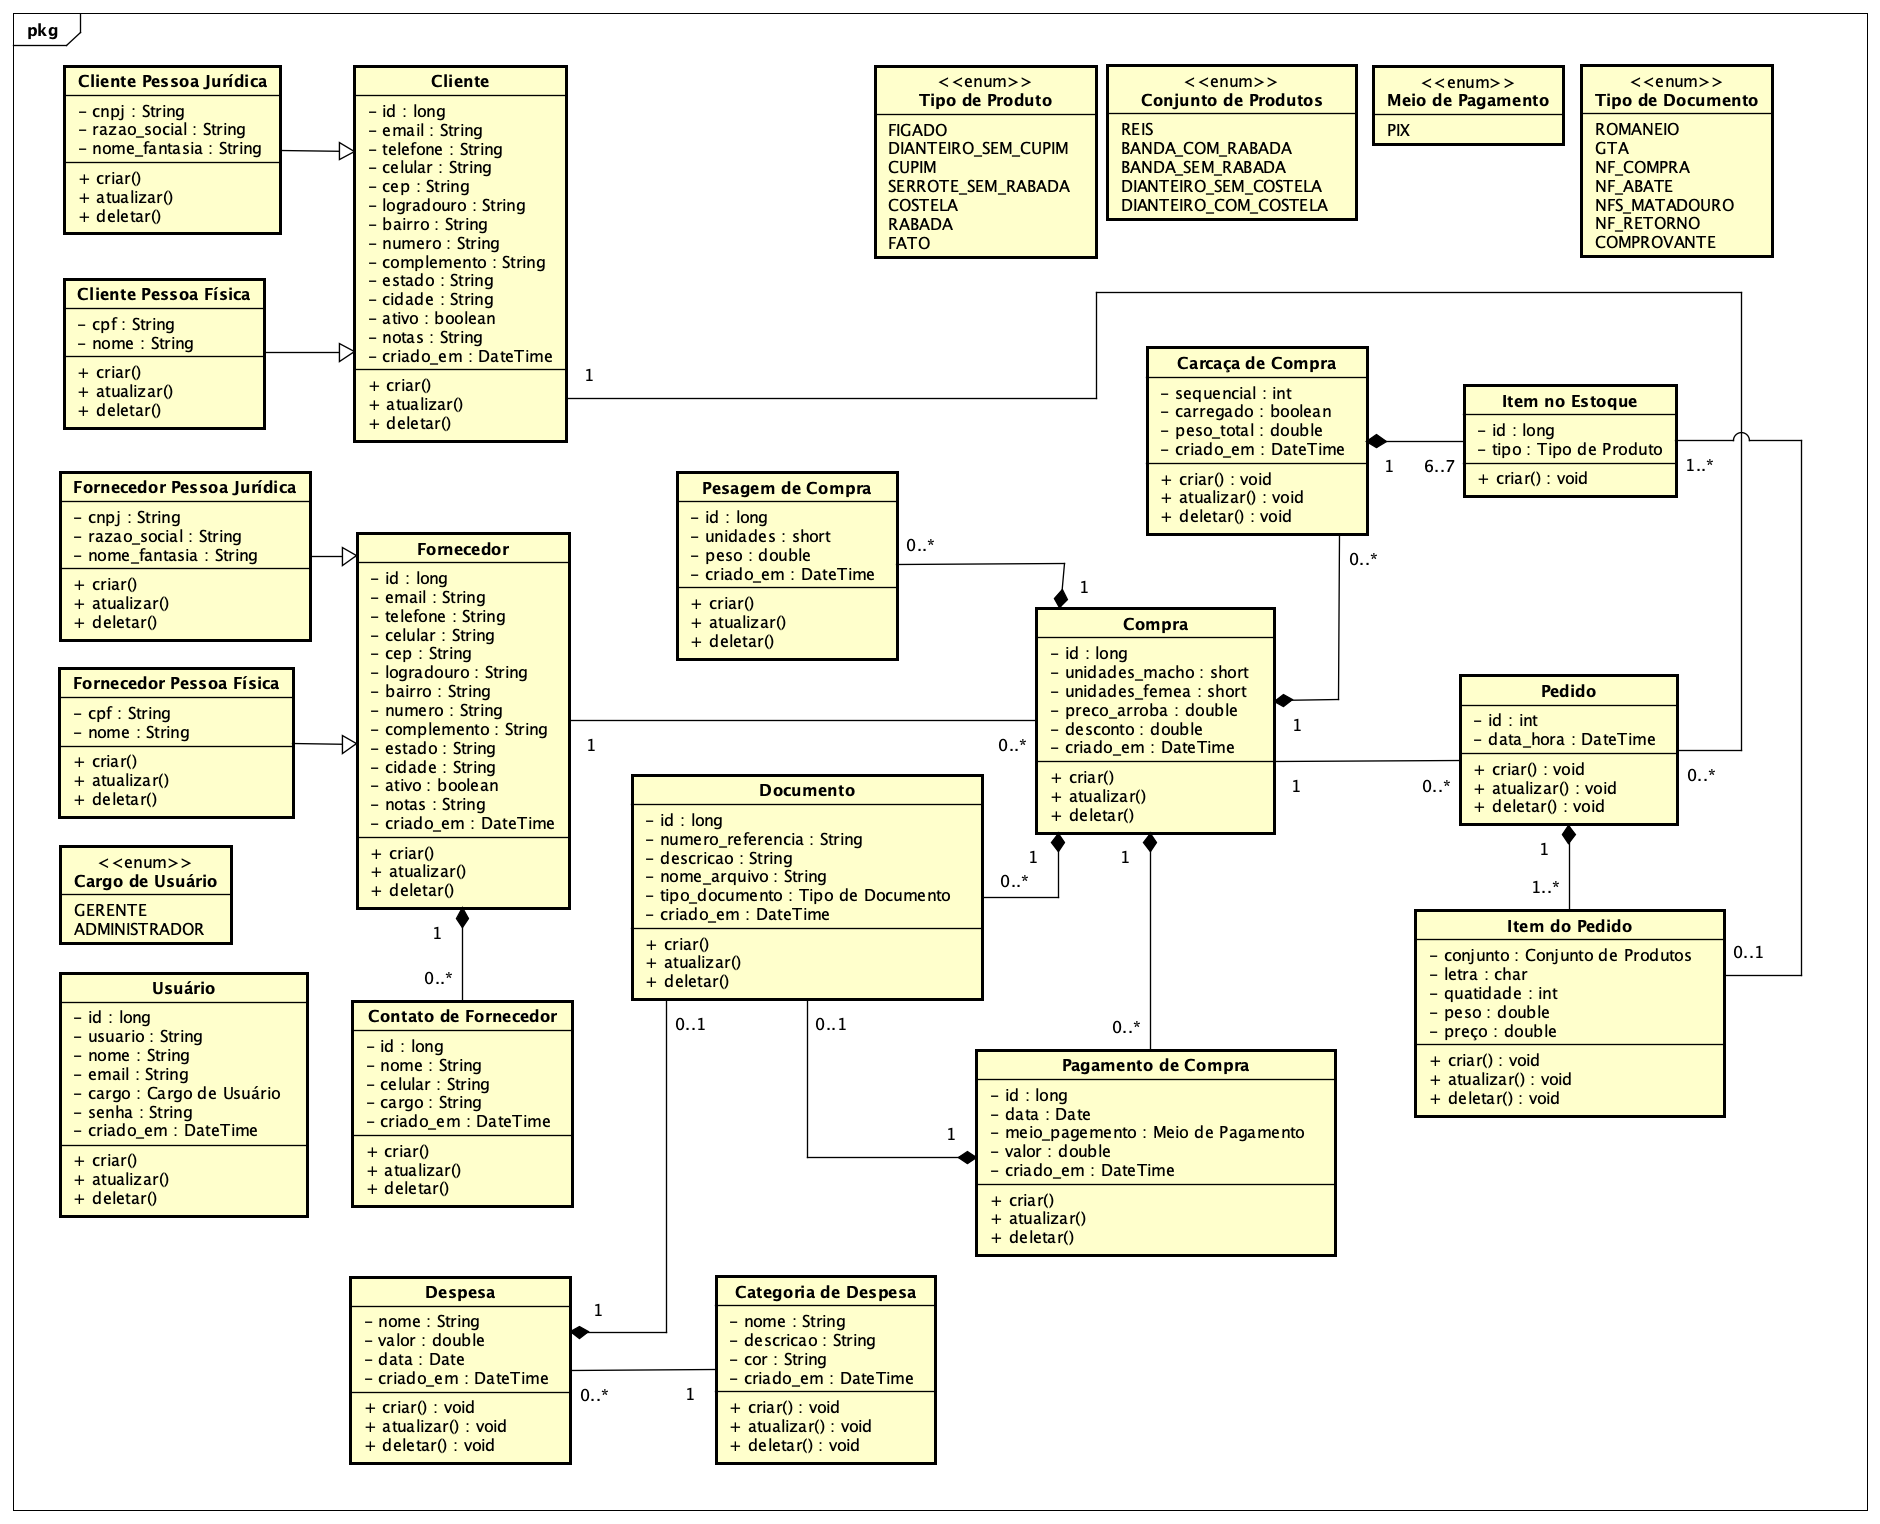 pkg
Cliente Pessoa Jurídica
– cnpj : String
– razao_social : String
– nome_fantasia : String
+ criar()
+ atualizar()
+ deletar()
Cliente
– id : long
– email : String
– telefone : String
– celular : String
– cep : String
– logradouro : String
– bairro : String
– numero : String
– complemento : String
– estado : String
– cidade : String
– ativo : boolean
– notas : String
– criado_em : DateTime
+ criar()
+ atualizar()
+ deletar()
1
<<enum>>
Tipo de Produto
FIGADO
DIANTEIRO_SEM_CUPIM
CUPIM
SERROTE_SEM_RABADA
COSTELA
RABADA
FATO
<<enum>>
Conjunto de Produtos
REIS
BANDA_COM_RABADA
BANDA_SEM_RABADA
DIANTEIRO_SEM_COSTELA
DIANTEIRO_COM_COSTELA
<<enum>>
Meio de Pagamento
PIX
<<enum>>
Tipo de Documento
ROMANEIO
GTA
NF_COMPRA
NF_ABATE
NFS_MATADOURO
NF_RETORNO
COMPROVANTE
Cliente Pessoa Física
– cpf : String
– nome : String
+ criar()
+ atualizar()
+ deletar()
Carcaça de Compra
– sequencial : int
– carregado : boolean
– peso_total : double
– criado_em : DateTime
+ criar() : void
+ atualizar() : void
+ deletar() : void
1
6..7
0..*
Item no Estoque
– id : long
– tipo : Tipo de Produto
+ criar() : void
1..*
Fornecedor Pessoa Jurídica
– cnpj : String
– razao_social : String
– nome_fantasia : String
+ criar()
+ atualizar()
+ deletar()
Fornecedor
– id : long
– email : String
– telefone : String
– celular : String
– cep : String
– logradouro : String
– bairro : String
– numero : String
– complemento : String
– estado : String
– cidade : String
– ativo : boolean
– notas : String
– criado_em : DateTime
+ criar()
+ atualizar()
+ deletar()
1
0..*
1
0..*
Pesagem de Compra
– id : long
– unidades : short
– peso : double
– criado_em : DateTime
+ criar()
+ atualizar()
+ deletar()
0..*
1
Compra
– id : long
– unidades_macho : short
– unidades_femea : short
– preco_arroba : double
– desconto : double
– criado_em : DateTime
+ criar()
+ atualizar()
+ deletar()
1
1
0..*
1
1
Pedido
– id : int
– data_hora : DateTime
+ criar() : void
+ atualizar() : void
+ deletar() : void
0..*
1
1..*
Fornecedor Pessoa Física
– cpf : String
– nome : String
+ criar()
+ atualizar()
+ deletar()
Documento
– id : long
– numero_referencia : String
– descricao : String
– nome_arquivo : String
– tipo_documento : Tipo de Documento
– criado_em : DateTime
+ criar()
+ atualizar()
+ deletar()
0..*
0..1
0..1
<<enum>>
Cargo de Usuário
GERENTE
ADMINISTRADOR
Item do Pedido
– conjunto : Conjunto de Produtos
– letra : char
– quatidade : int
– peso : double
– preço : double
+ criar() : void
+ atualizar() : void
+ deletar() : void
0..1
Usuário
– id : long
– usuario : String
– nome : String
– email : String
– cargo : Cargo de Usuário
– senha : String
– criado_em : DateTime
+ criar()
+ atualizar()
+ deletar()
Contato de Fornecedor
– id : long
– nome : String
– celular : String
– cargo : String
– criado_em : DateTime
+ criar()
+ atualizar()
+ deletar()
0..*
Pagamento de Compra
– id : long
– data : Date
– meio_pagemento : Meio de Pagamento
– valor : double
– criado_em : DateTime
+ criar()
+ atualizar()
+ deletar()
1
Despesa
– nome : String
– valor : double
– data : Date
– criado_em : DateTime
+ criar() : void
+ atualizar() : void
+ deletar() : void
1
0..*
1
Categoria de Despesa
– nome : String
– descricao : String
– cor : String
– criado_em : DateTime
+ criar() : void
+ atualizar() : void
+ deletar() : void